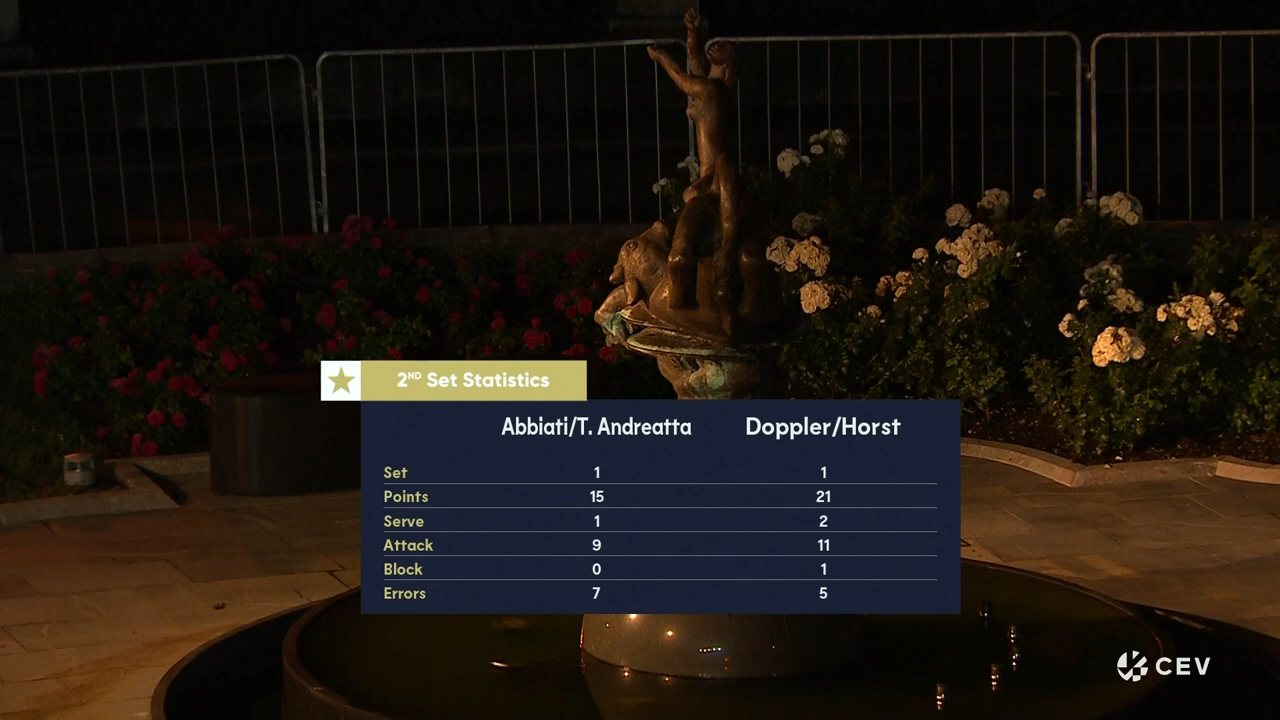 2ND Set Statistics
Abbiati/T. Andreatta Doppler/Horst
Set 1 1
Points 15 21
Serve 1 2
Attack 9 11
Block 0 1
Errors 7 5
CEV